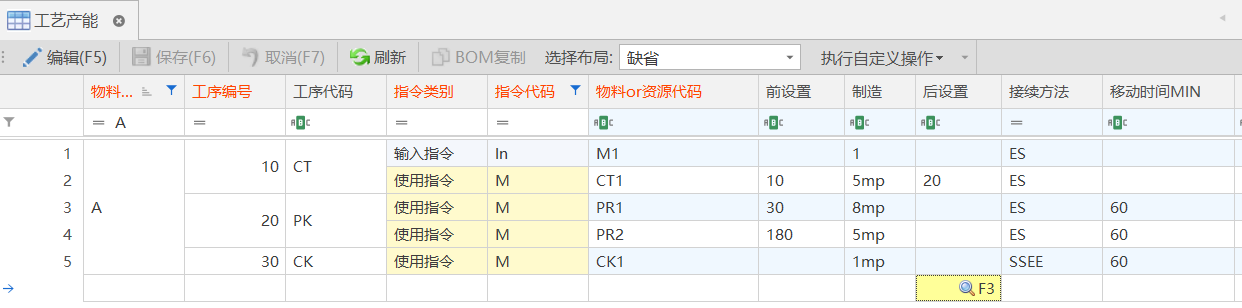 工艺产能
编辑(F5) 保存(F6) 取消(F7) 刷新 BOM复制 选择布局: 缺省 执行自定义操作
物料... 工序编号 工序代码 指令类别 指令代码 物料or资源代码 前设置 制造 后设置 接续方法 移动时间MIN
= A = ABC = = ABC ABC ABC ABC = ABC
1 A 10 CT 输入指令 In M1 1 ES
2 使用指令 M CT1 10 5mp 20 ES
3 20 PK 使用指令 M PR1 30 8mp ES 60
4 使用指令 M PR2 180 5mp ES 60
5 30 CK 使用指令 M CK1 1mp SSEE 60
F3